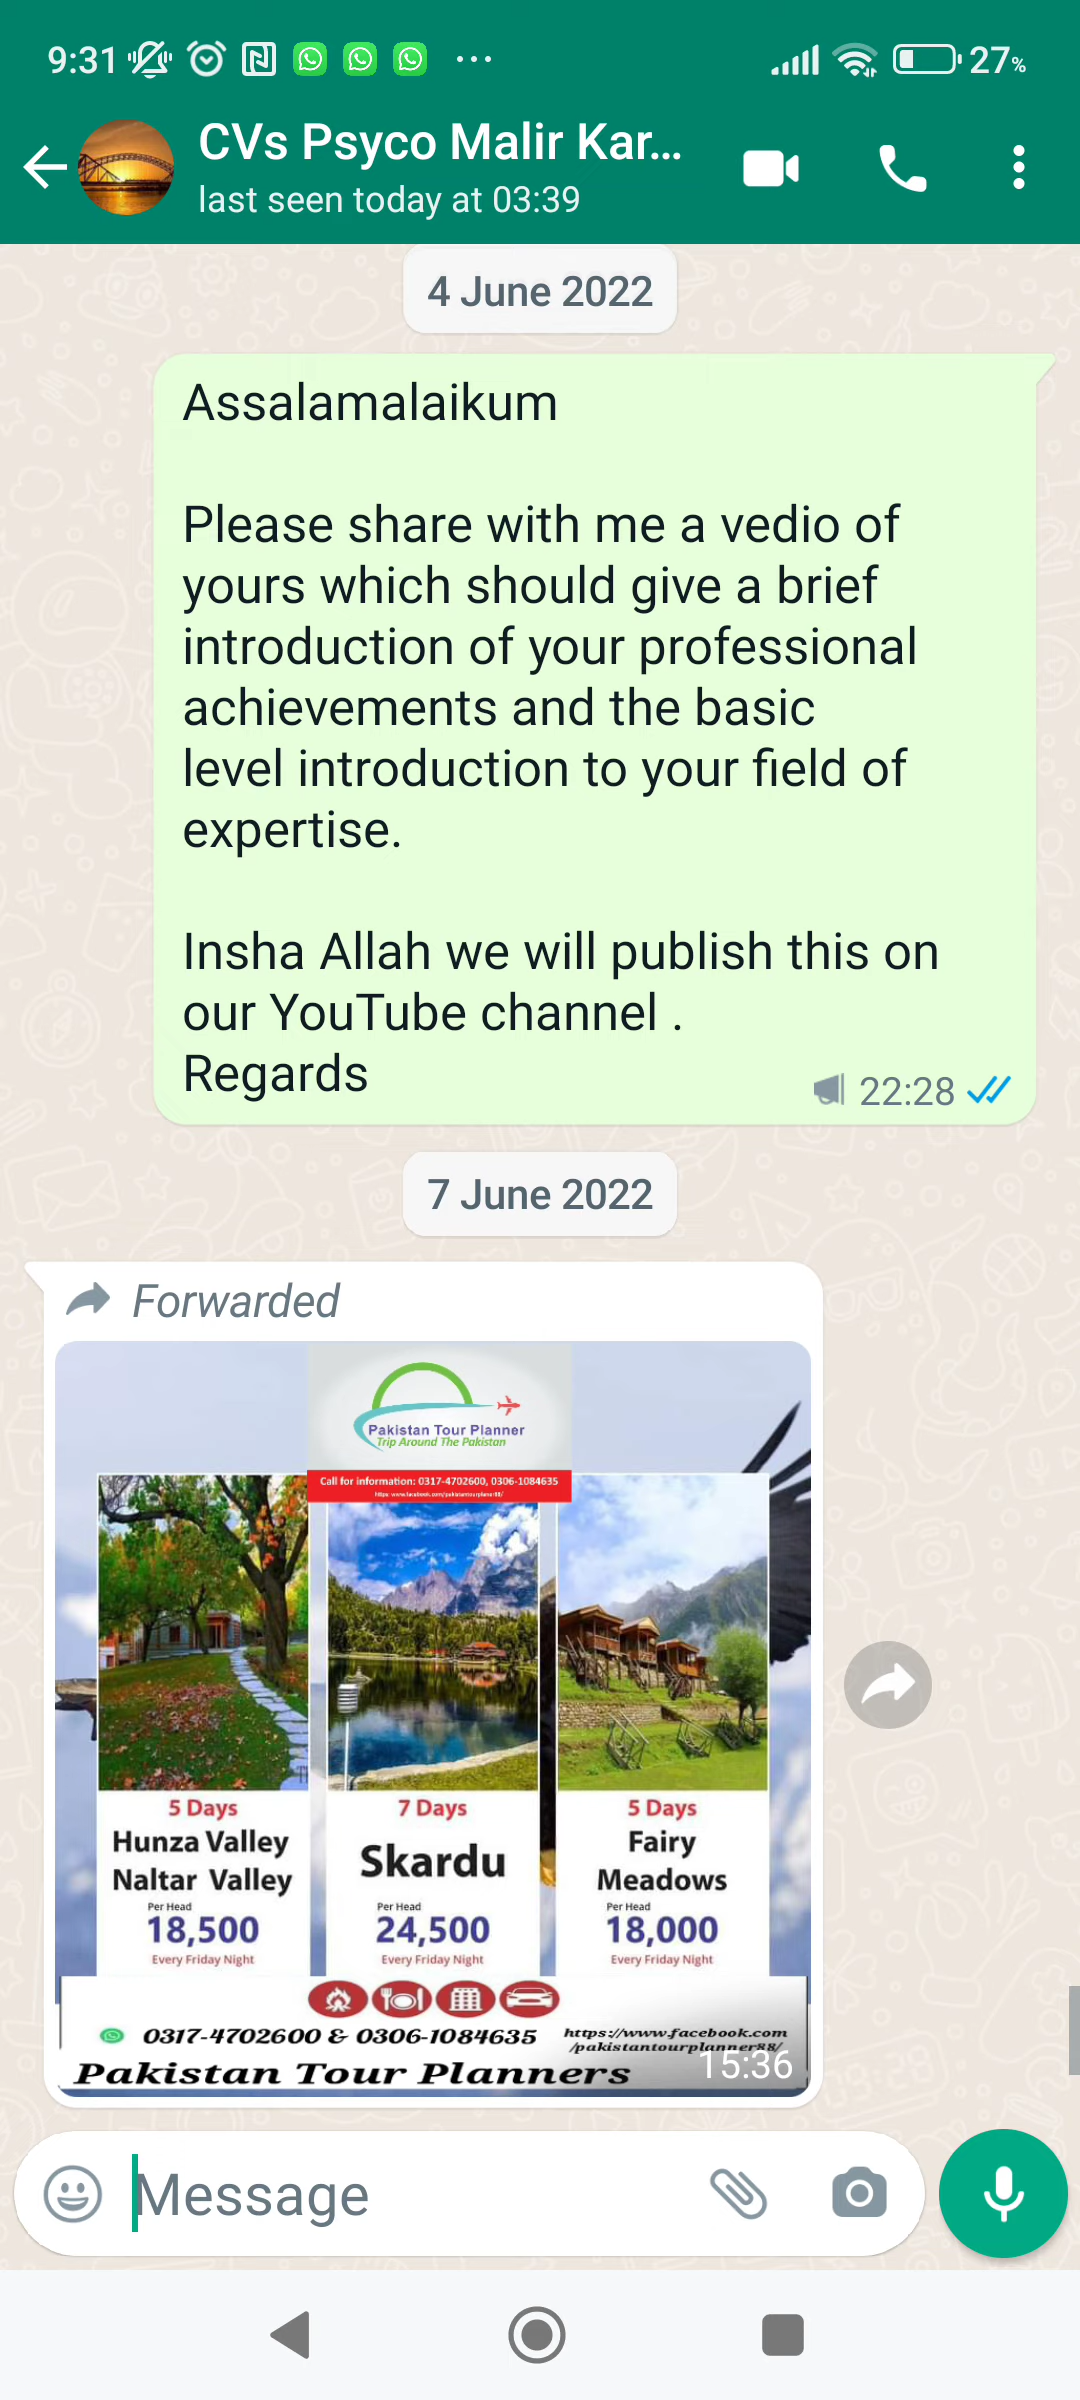 9:31
27%
CVs Psyco Malir Kar...
last seen today at 03:39
4 June 2022
Assalamalaikum
Please share with me a vedio of
yours which should give a brief
introduction of your professional
achievements and the basic
level introduction to your field of
expertise.
Insha Allah we will publish this on
our YouTube channel .
Regards
22:28
7 June 2022
Forwarded
Pakistan Tour Planner
Trip Around The Pakistan
Call for information: 0317-4702600, 0306-1084635
5 Days
Hunza Valley
Naltar Valley
Per Head
18,500
Every Friday Night
7 Days
Skardu
Per Head
24,500
Every Friday Night
5 Days
Fairy
Meadows
Per Head
18,000
Every Friday Night
0317-4702600 & 0306-1084635
https://www.facebook.com
/pakistantourplanner88/
Pakistan Tour Planners
15:36
Message